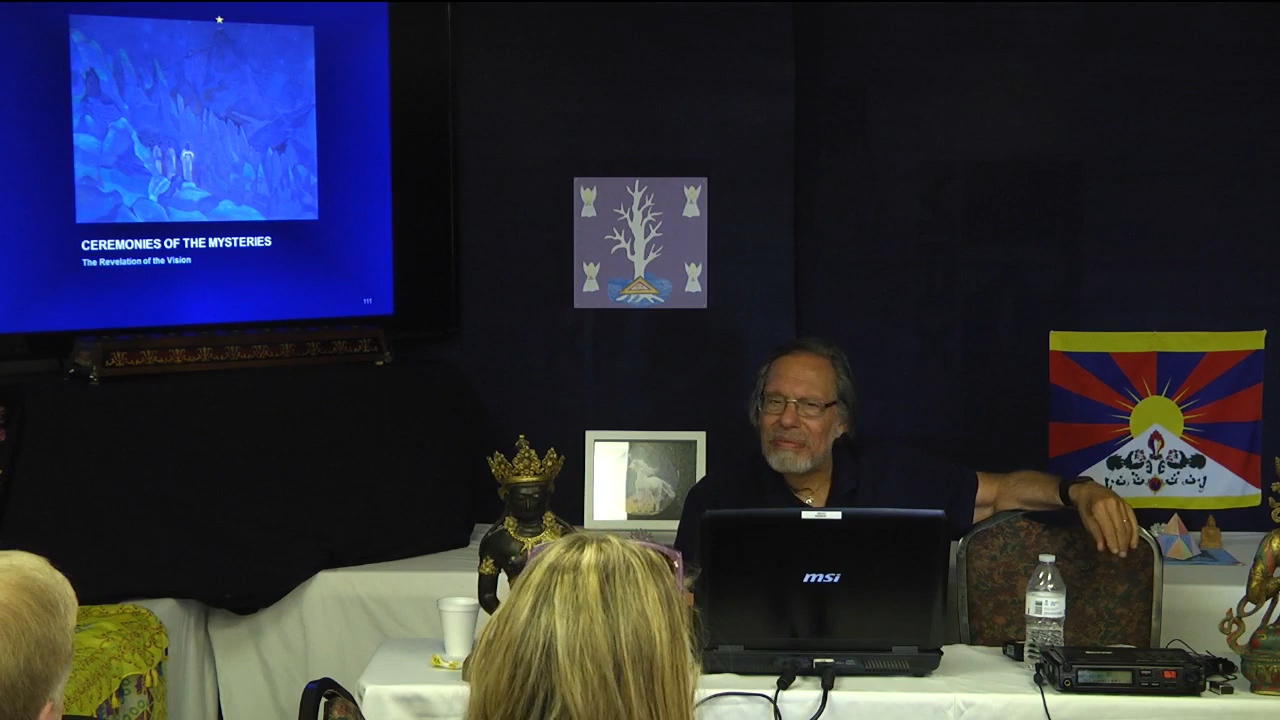 CEREMONIES OF THE MYSTERIES
The Revelation of the Vision
111
msi